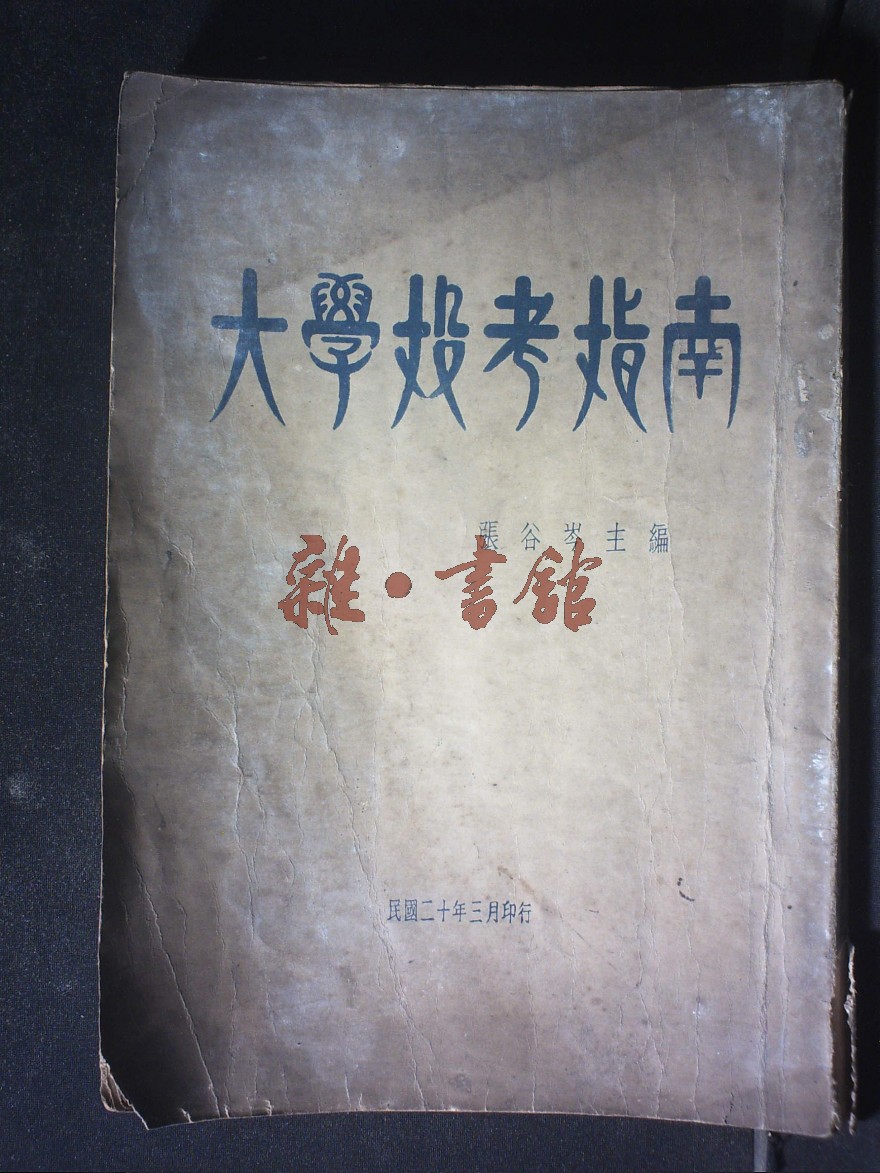 大學投考指南
張谷岑主編
雜·書館
民國二十年三月印行